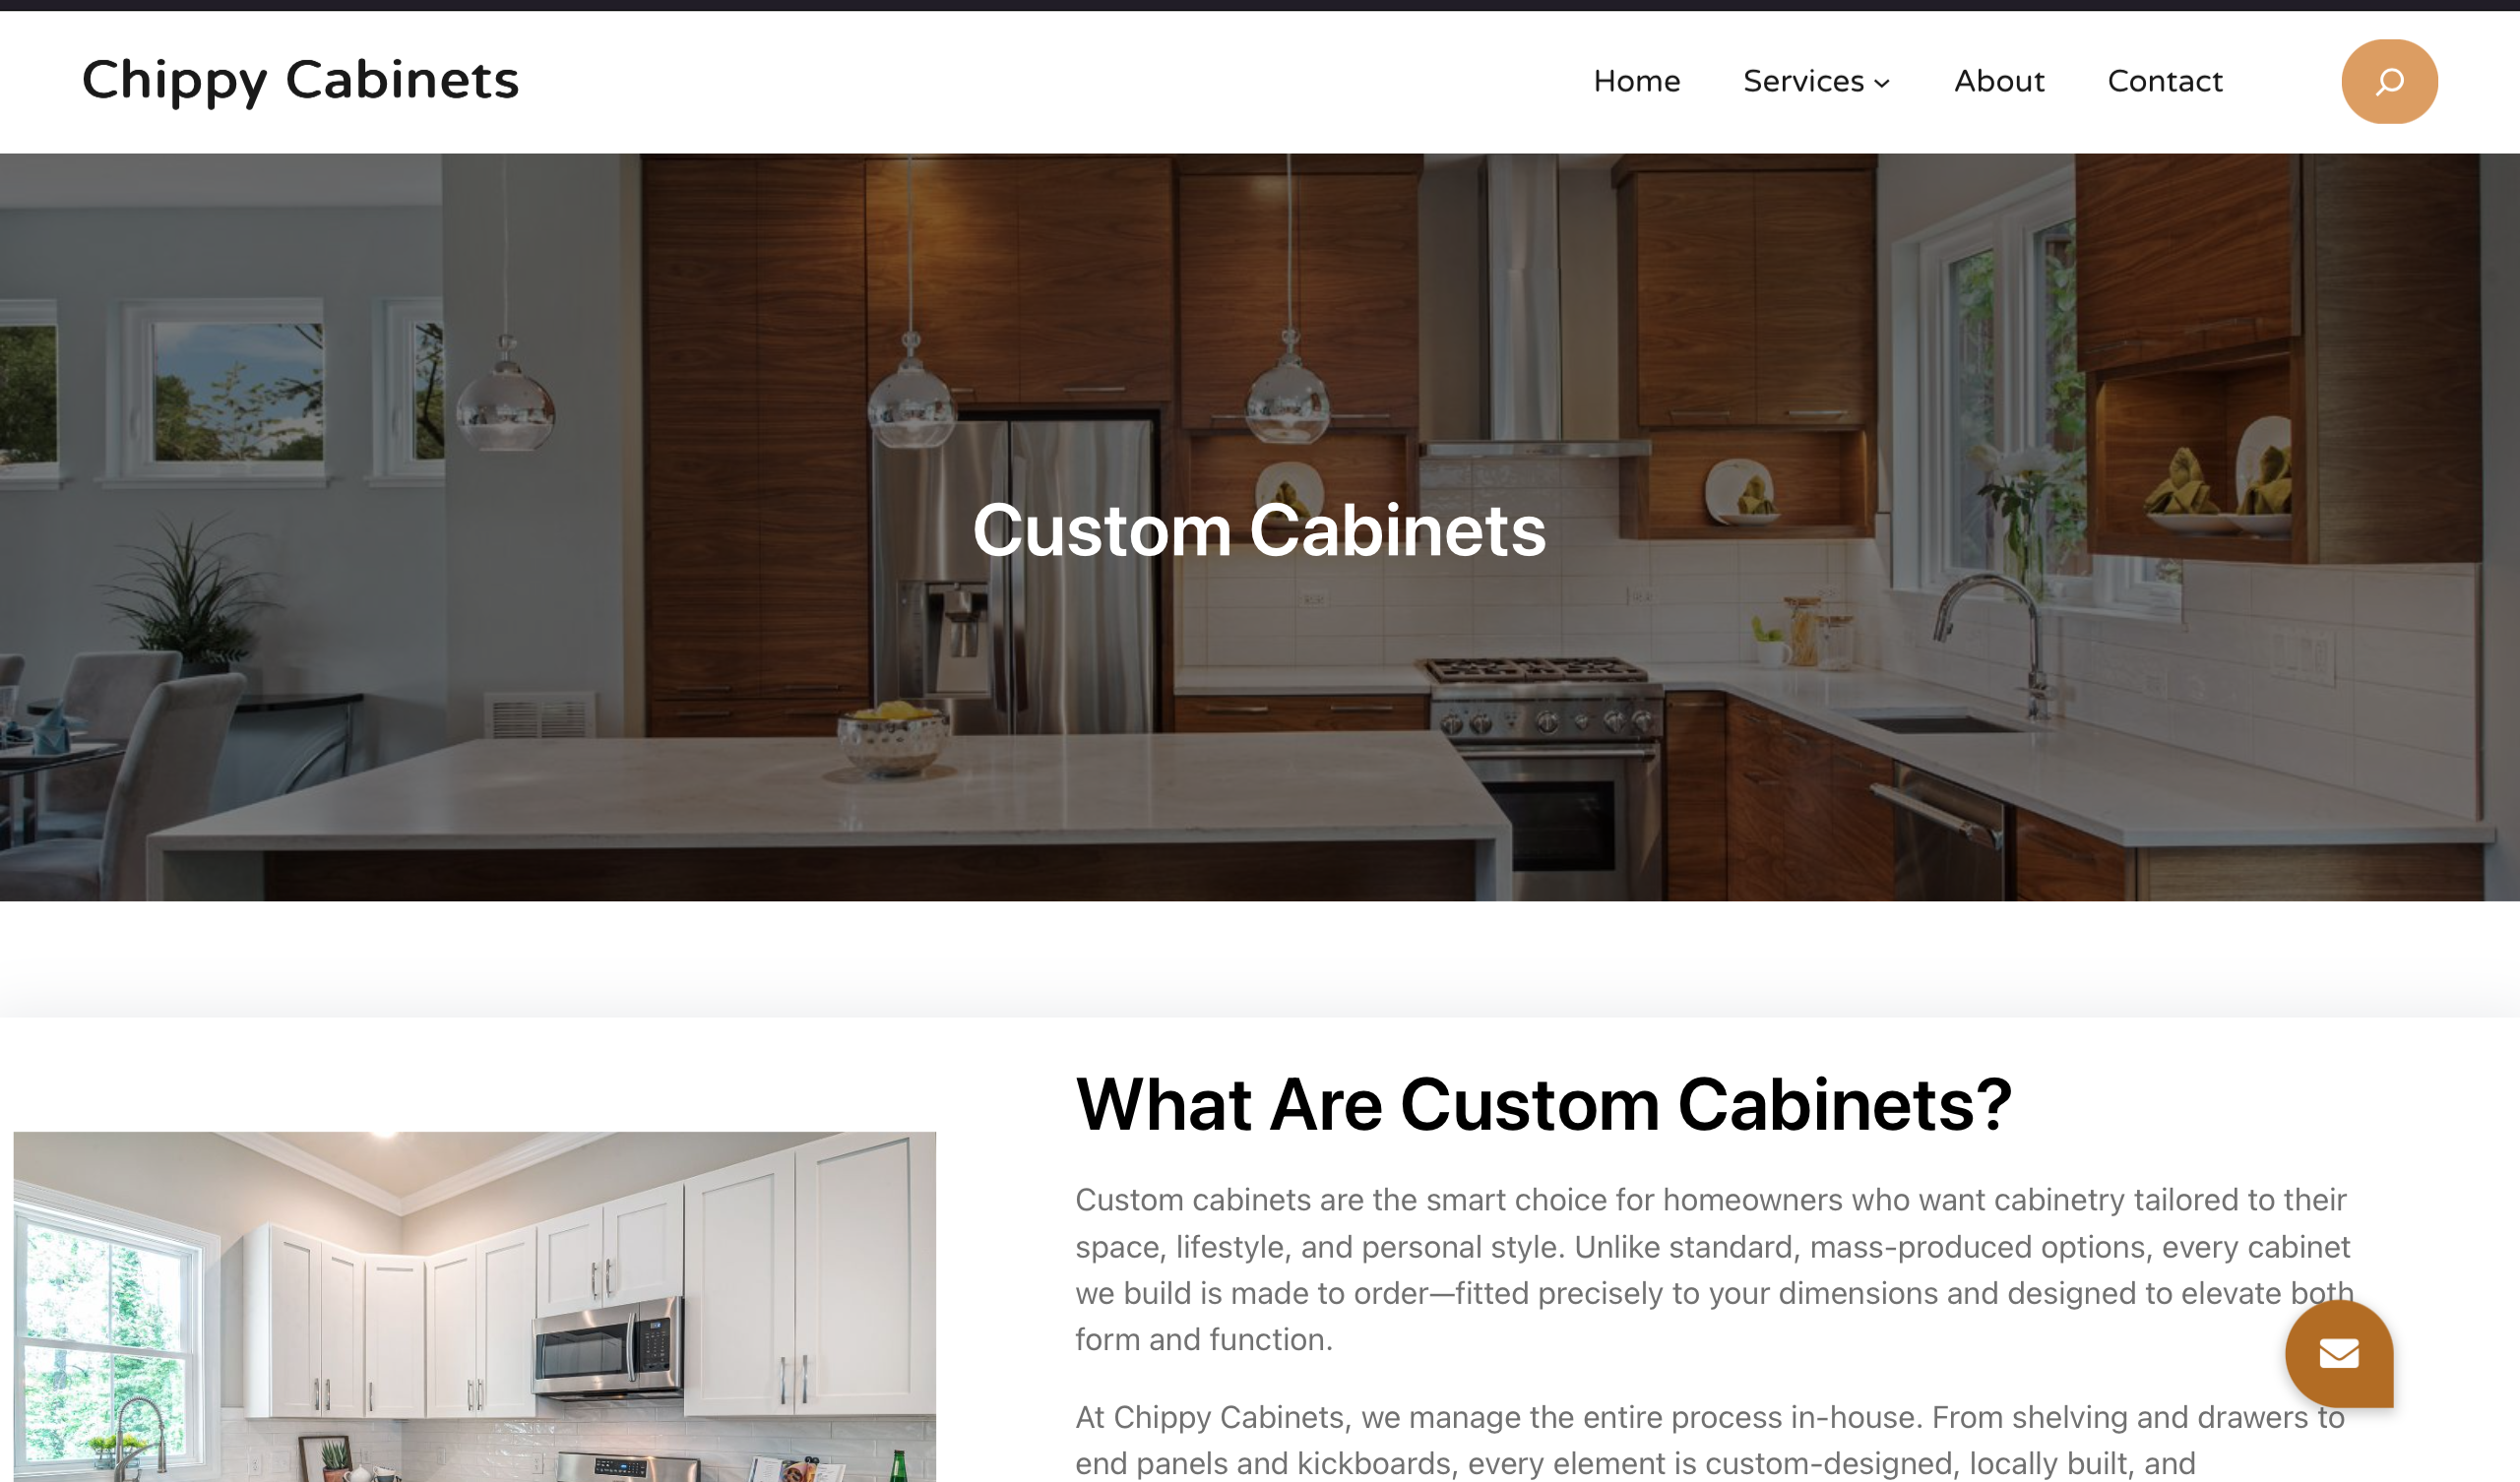 Chippy Cabinets
Home Services About Contact
Custom Cabinets
What Are Custom Cabinets?
Custom cabinets are the smart choice for homeowners who want cabinetry tailored to their
space, lifestyle, and personal style. Unlike standard, mass-produced options, every cabinet
we build is made to order—fitted precisely to your dimensions and designed to elevate both
form and function.
At Chippy Cabinets, we manage the entire process in-house. From shelving and drawers to
end panels and kickboards, every element is custom-designed, locally built, and